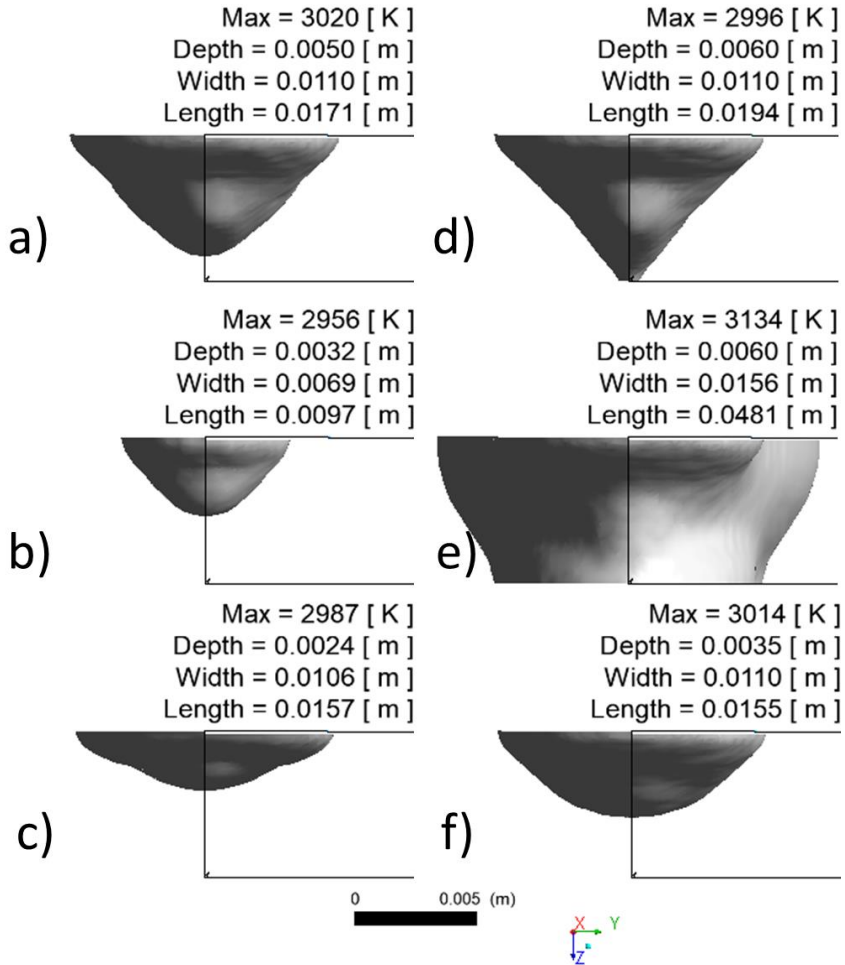 Max = 3020 [ K ]
Depth = 0.0050 [ m ]
Width = 0.0110 [ m ]
Length = 0.0171 [ m ]
a)
Max = 2956 [ K ]
Depth = 0.0032 [ m ]
Width = 0.0069 [ m ]
Length = 0.0097 [ m ]
b)
Max = 2987 [ K ]
Depth = 0.0024 [ m ]
Width = 0.0106 [ m ]
Length = 0.0157 [ m ]
c)
Max = 2996 [ K ]
Depth = 0.0060 [ m ]
Width = 0.0110 [ m ]
Length = 0.0194 [ m ]
d)
Max = 3134 [ K ]
Depth = 0.0060 [ m ]
Width = 0.0156 [ m ]
Length = 0.0481 [ m ]
e)
Max = 3014 [ K ]
Depth = 0.0035 [ m ]
Width = 0.0110 [ m ]
Length = 0.0155 [ m ]
f)
0 0.005 (m)
X Y
Z